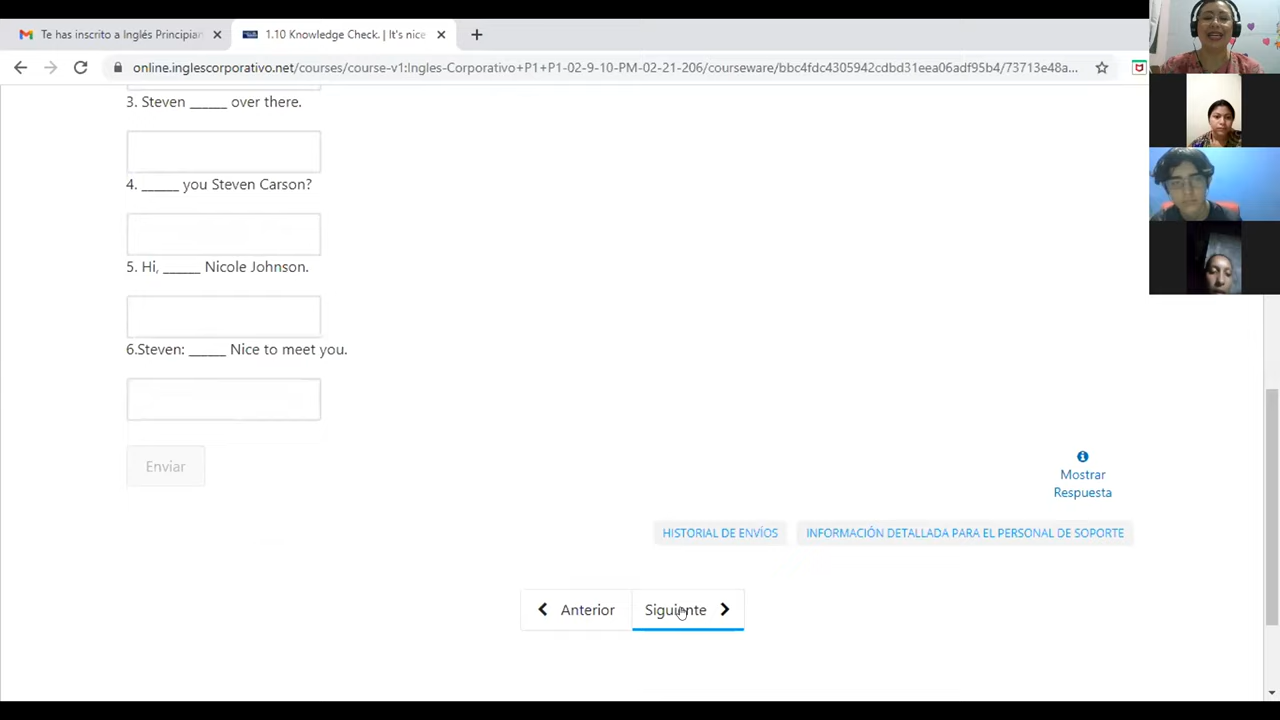 Te has inscrito a Inglés Principian
1.10 Knowledge Check. | It's nice
online.inglescorporativo.net/courses/course-v1:Ingles-Corporativo+P1+P1-02-9-10-PM-02-21-206/courseware/bbc4fdc4305942cdbd31eea06adf95b4/73713e48a...
3. Steven ______ over there.
4. ______ you Steven Carson?
5. Hi, ______ Nicole Johnson.
6.Steven: ______ Nice to meet you.
Enviar
Mostrar
Respuesta
HISTORIAL DE ENVÍOS
INFORMACIÓN DETALLADA PARA EL PERSONAL DE SOPORTE
Anterior
Siguiente